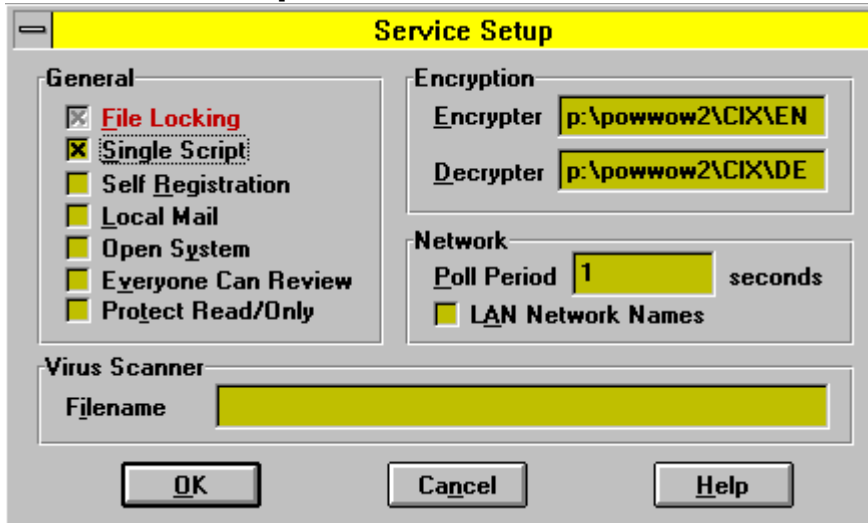 Service Setup
General
File Locking
Single Script
Self Registration
Local Mail
Open System
Everyone Can Review
Protect Read/Only
Encryption
Encrypter p:\powwow2\CIX\EN
Decrypter p:\powwow2\CIX\DE
Network
Poll Period 1 seconds
LAN Network Names
Virus Scanner
Filename
OK Cancel Help